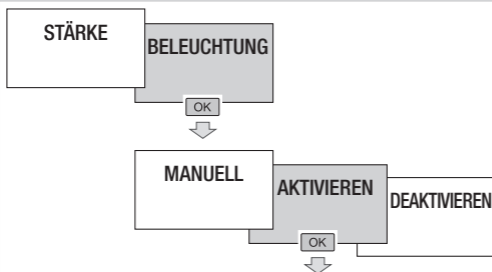 STÄRKE
BELEUCHTUNG
OK
MANUELL
AKTIVIEREN
DEAKTIVIEREN
OK